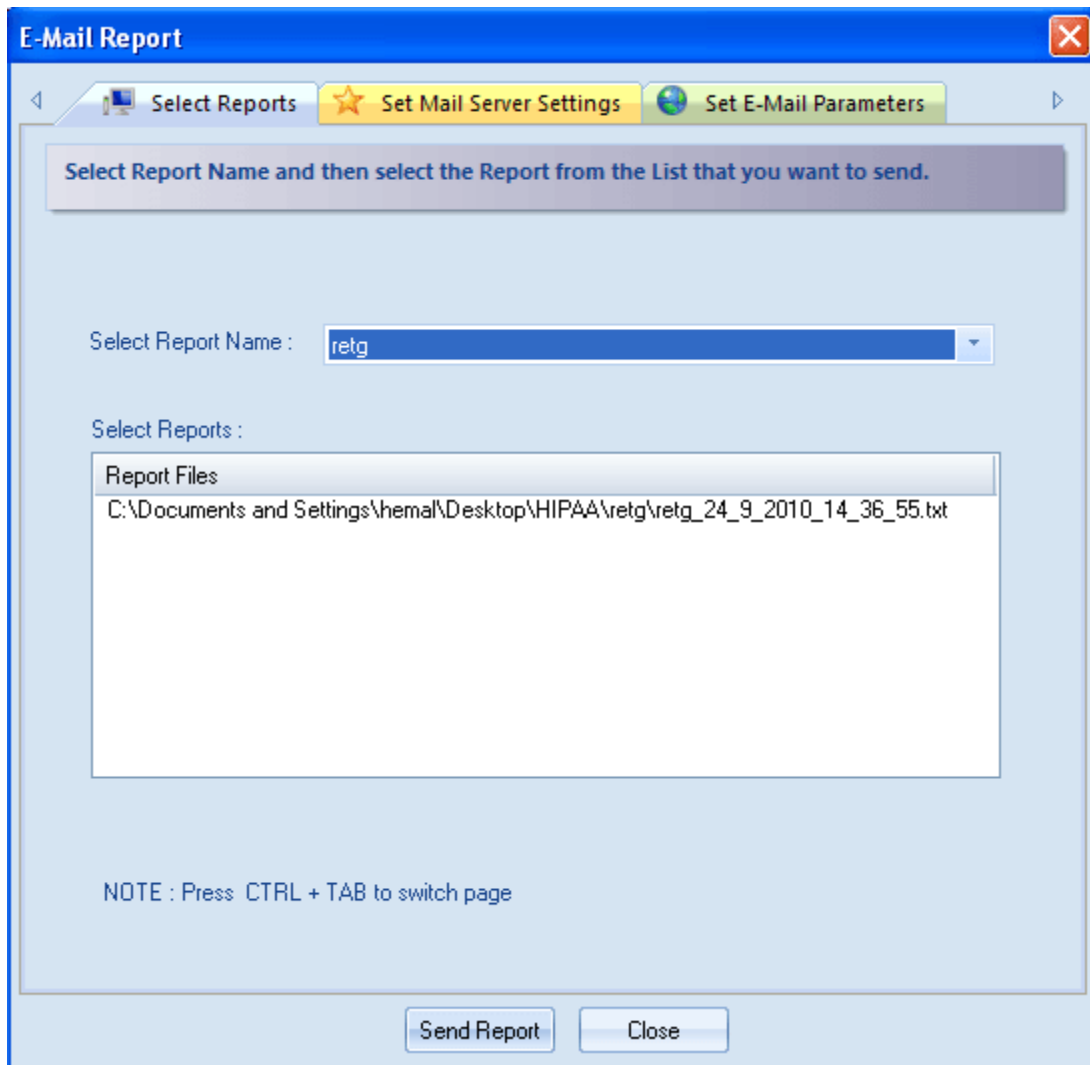 E-Mail Report
Select Reports Set Mail Server Settings Set E-Mail Parameters
Select Report Name and then select the Report from the List that you want to send.
Select Report Name : retg
Select Reports :
Report Files
C:\Documents and Settings\hemal\Desktop\HIPAA\retg\retg_24_9_2010_14_36_55.txt
NOTE : Press CTRL + TAB to switch page
Send Report Close